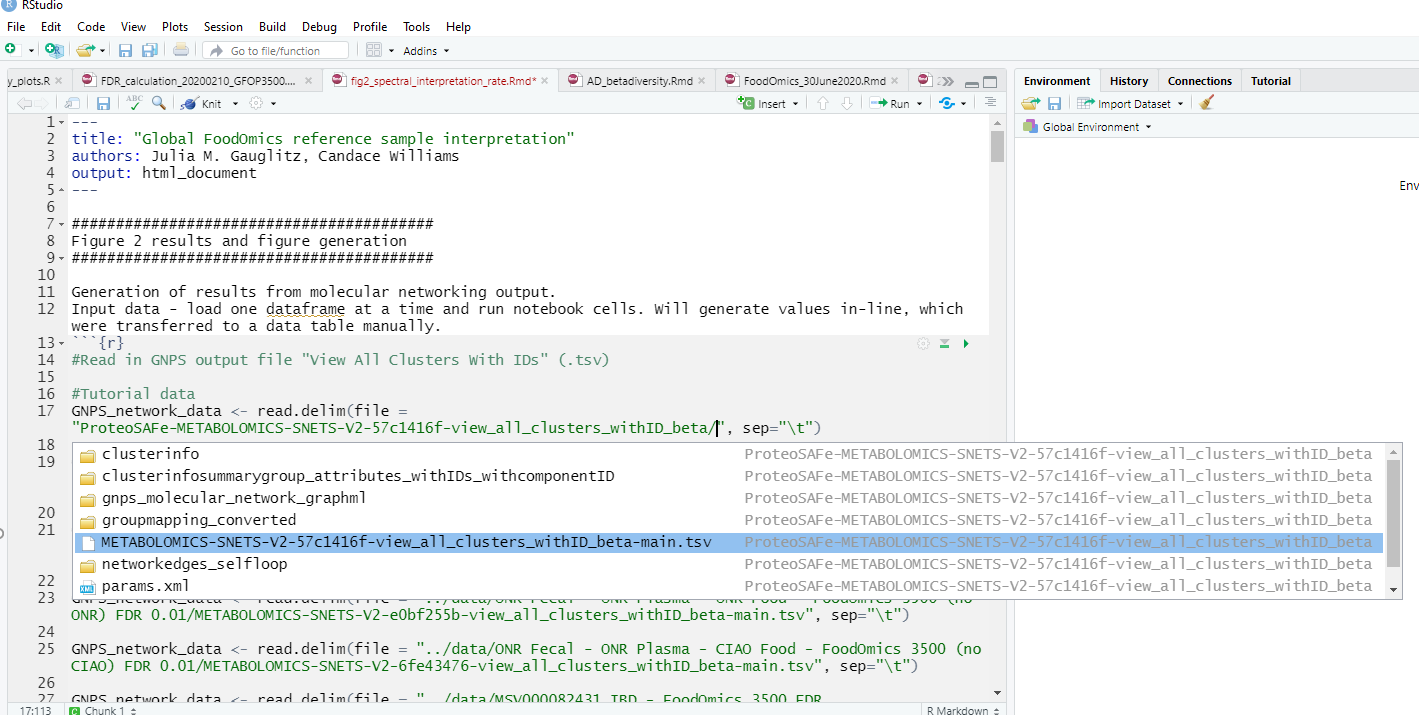 RStudio
File Edit Code View Plots Session Build Debug Profile Tools Help
Go to file/function Addins
y_plots.R FDR_calculation_20200210_GFOP3500.... fig2_spectral_interpretation_rate.Rmd* AD_betadiversity.Rmd FoodOmics_30June2020.Rmd
Environment History Connections Tutorial
ABC Knit Insert Run
Import Dataset
Global Environment
Env
1 ---
2 title: "Global FoodOmics reference sample interpretation"
3 authors: Julia M. Gauglitz, Candace Williams
4 output: html_document
5 ---
6
7 #########################################
8 Figure 2 results and figure generation
9 #########################################
10
11 Generation of results from molecular networking output.
12 Input data - load one dataframe at a time and run notebook cells. Will generate values in-line, which
were transferred to a data table manually.
13 ```{r}
14 #Read in GNPS output file "View All Clusters With IDs" (.tsv)
15
16 #Tutorial data
17 GNPS_network_data <- read.delim(file =
"ProteoSAFe-METABOLOMICS-SNETS-V2-57c1416f-view_all_clusters_withID_beta/", sep="\t")
18
19
20
21
clusterinfo ProteoSAFe-METABOLOMICS-SNETS-V2-57c1416f-view_all_clusters_withID_beta
clusterinfosummarygroup_attributes_withIDs_withcomponentID ProteoSAFe-METABOLOMICS-SNETS-V2-57c1416f-view_all_clusters_withID_beta
gnps_molecular_network_graphml ProteoSAFe-METABOLOMICS-SNETS-V2-57c1416f-view_all_clusters_withID_beta
groupmapping_converted ProteoSAFe-METABOLOMICS-SNETS-V2-57c1416f-view_all_clusters_withID_beta
METABOLOMICS-SNETS-V2-57c1416f-view_all_clusters_withID_beta-main.tsv ProteoSAFe-METABOLOMICS-SNETS-V2-57c1416f-view_all_clusters_withID_beta
networkedges_selfloop ProteoSAFe-METABOLOMICS-SNETS-V2-57c1416f-view_all_clusters_withID_beta
params.xml ProteoSAFe-METABOLOMICS-SNETS-V2-57c1416f-view_all_clusters_withID_beta
22
23 GNPS_network_data <- read.delim(file = "../data/ONR Fecal - ONR Plasma - ONR Food - FoodOmics 3500 (no
ONR) FDR 0.01/METABOLOMICS-SNETS-V2-e0bf255b-view_all_clusters_withID_beta-main.tsv", sep="\t")
24
25 GNPS_network_data <- read.delim(file = "../data/ONR Fecal - ONR Plasma - CIAO Food - FoodOmics 3500 (no
CIAO) FDR 0.01/METABOLOMICS-SNETS-V2-6fe43476-view_all_clusters_withID_beta-main.tsv", sep="\t")
26
27 GNPS_network_data <- read.delim(file = "../data/MSV000082431 IBD - FoodOmics 3500 FDR
17:113 Chunk 1 R Markdown